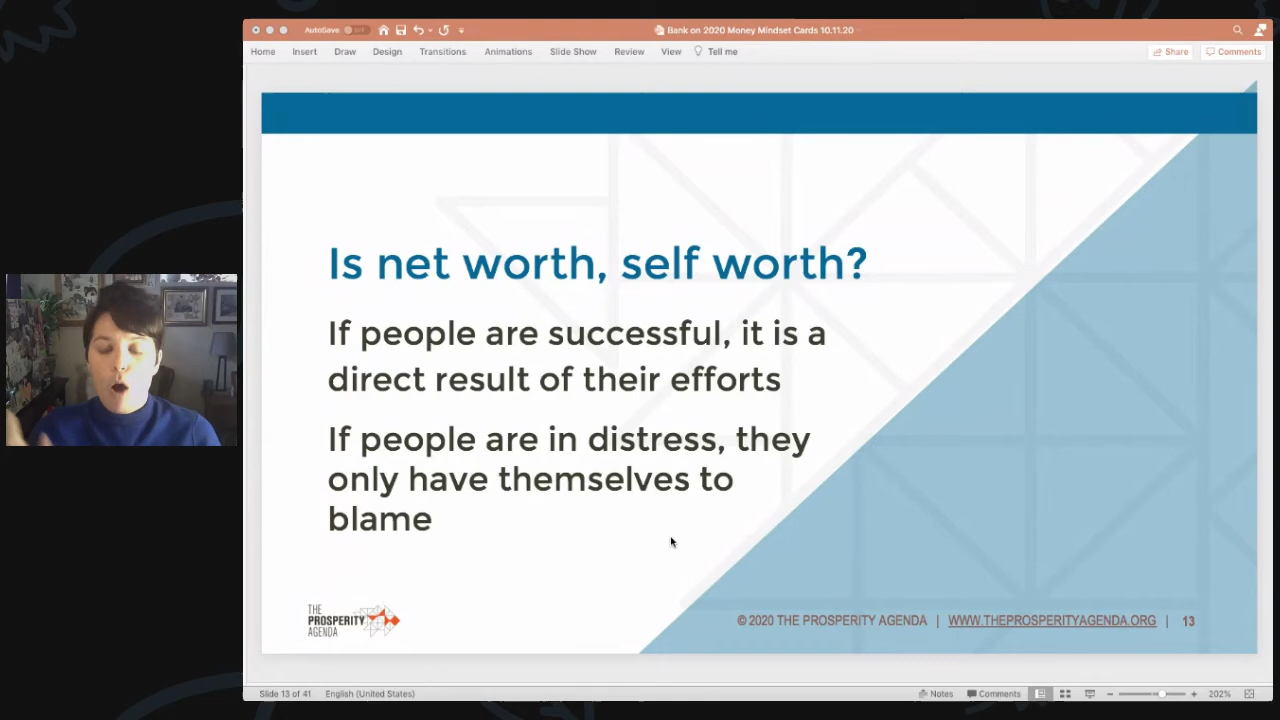 AutoSave
Bank on 2020 Money Mindset Cards 10.11.20
Home Insert Draw Design Transitions Animations Slide Show Review View Tell me Share Comments
Is net worth, self worth?
If people are successful, it is a
direct result of their efforts
If people are in distress, they
only have themselves to
blame
THE
PROSPERITY
AGENDA
© 2020 THE PROSPERITY AGENDA | WWW.THEPROSPERITYAGENDA.ORG | 13
Slide 13 of 41 English (United States) Notes Comments 202%